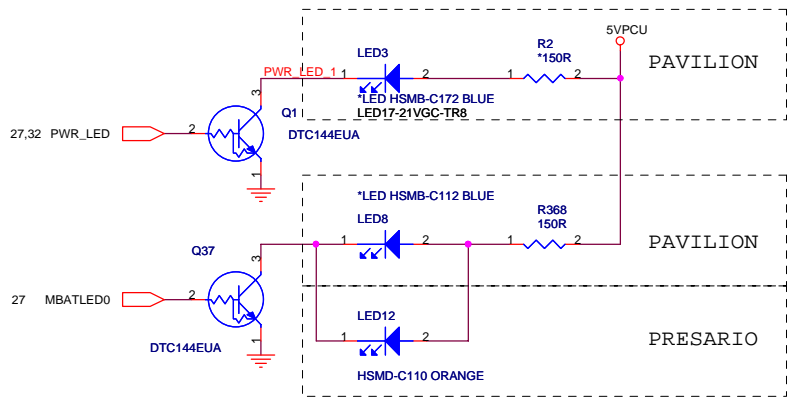 5VPCU
LED3
R2
*150R
PAVILION
PWR_LED_1
1
2
1
2
3
*LED HSMB-C172 BLUE
LED17-21VGC-TR8
Q1
27,32 PWR_LED
2
DTC144EUA
1
*LED HSMB-C112 BLUE
LED8
R368
150R
1
2
1
2
PAVILION
Q37
3
27 MBATLED0
2
LED12
1
2
PRESARIO
1
DTC144EUA
HSMD-C110 ORANGE